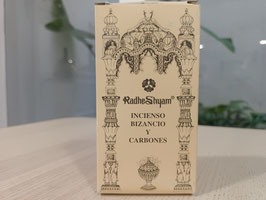 Radhe Shyam
INCIENSO
BIZANCIO
Y
CARBONES